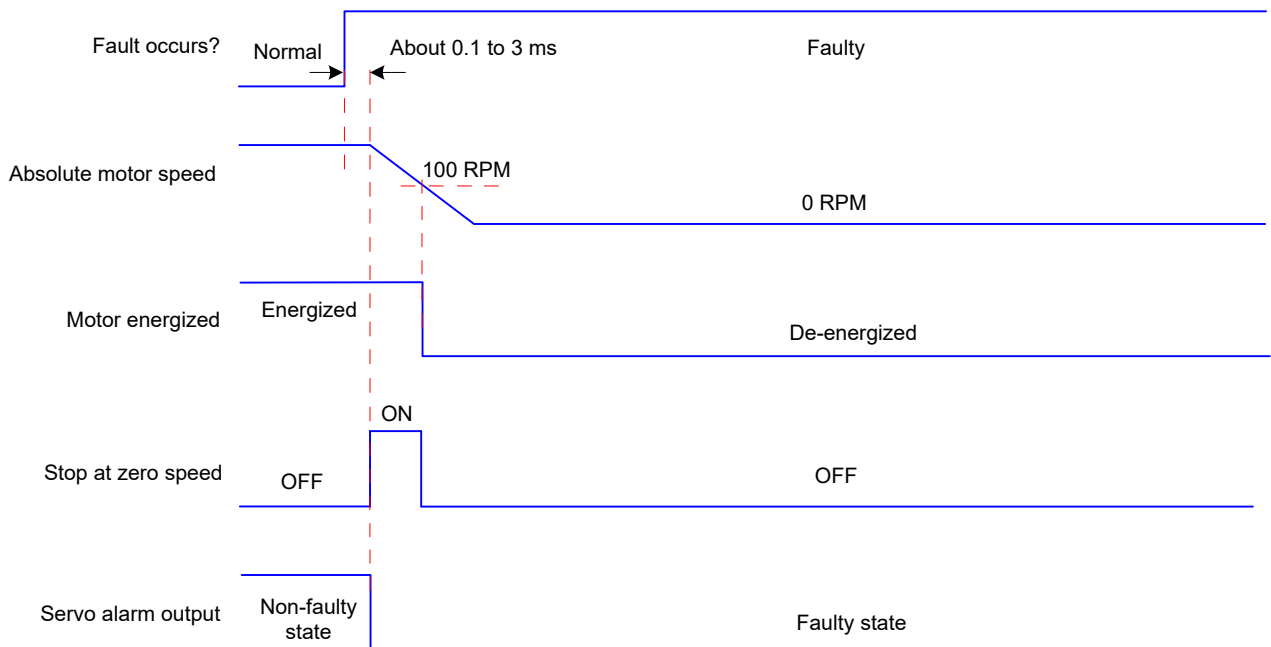 Fault occurs?
Normal
About 0.1 to 3 ms
Faulty
Absolute motor speed
100 RPM
0 RPM
Motor energized
Energized
De-energized
Stop at zero speed
OFF
ON
OFF
Servo alarm output
Non-faulty
state
Faulty state